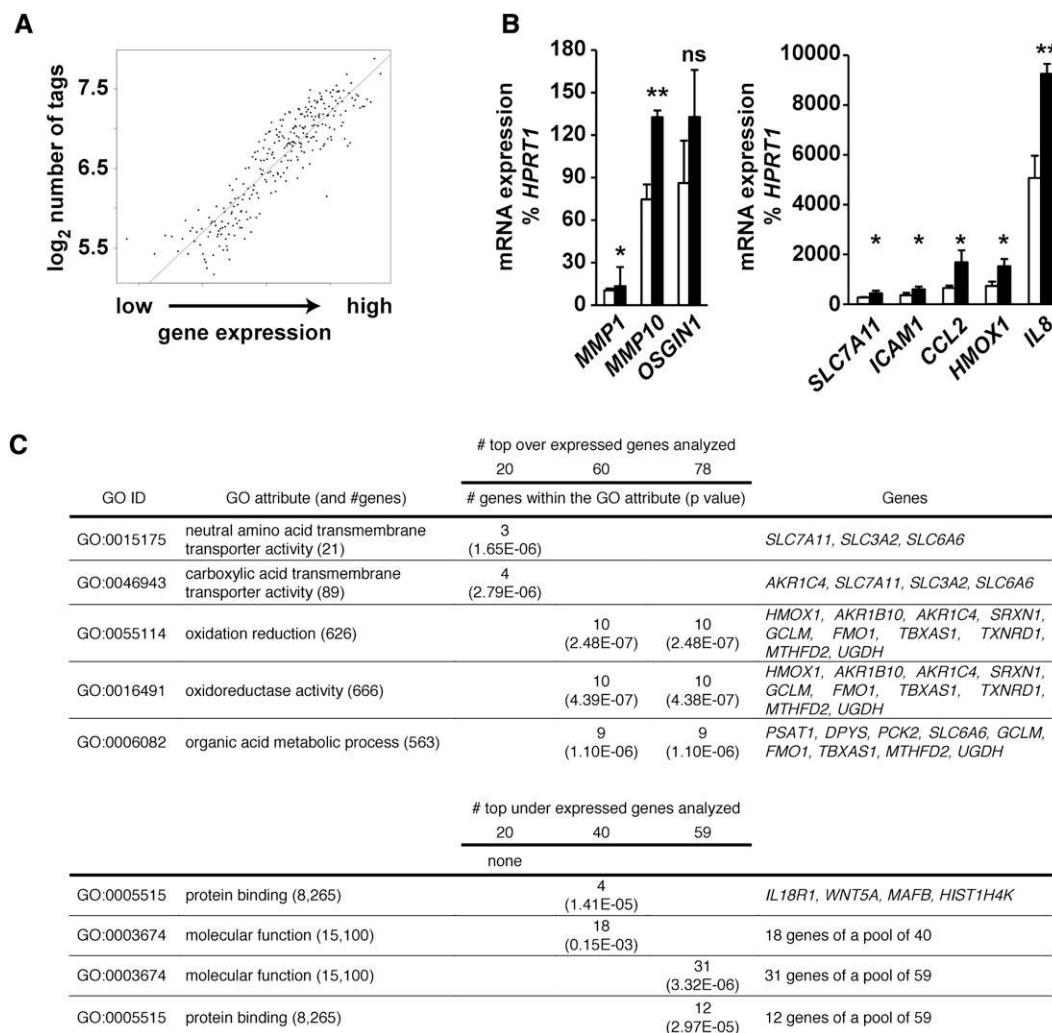 A
log2 number of tags
7.5
6.5
5.5
low
high
gene expression
B
mRNA expression
% HPRT1
180
150
120
90
60
30
0
*
**
ns
MMP1
MMP10
OSGIN1
mRNA expression
% HPRT1
10000
8000
6000
4000
2000
0
*
*
*
*
**
SLC7A11
ICAM1
CCL2
HMOX1
IL8
C
# top over expressed genes analyzed
20 60 78
GO ID GO attribute (and #genes) # genes within the GO attribute (p value) Genes
GO:0015175 neutral amino acid transmembrane transporter activity (21) 3 (1.65E-06) SLC7A11, SLC3A2, SLC6A6
GO:0046943 carboxylic acid transmembrane transporter activity (89) 4 (2.79E-06) AKR1C4, SLC7A11, SLC3A2, SLC6A6
GO:0055114 oxidation reduction (626) 10 (2.48E-07) 10 (2.48E-07) HMOX1, AKR1B10, AKR1C4, SRXN1, GCLM, FMO1, TBXAS1, TXNRD1, MTHFD2, UGDH
GO:0016491 oxidoreductase activity (666) 10 (4.39E-07) 10 (4.38E-07) HMOX1, AKR1B10, AKR1C4, SRXN1, GCLM, FMO1, TBXAS1, TXNRD1, MTHFD2, UGDH
GO:0006082 organic acid metabolic process (563) 9 (1.10E-06) 9 (1.10E-06) PSAT1, DPYS, PCK2, SLC6A6, GCLM, FMO1, TBXAS1, MTHFD2, UGDH
# top under expressed genes analyzed
20 40 59
none
GO:0005515 protein binding (8,265) 4 (1.41E-05) IL18R1, WNT5A, MAFB, HIST1H4K
GO:0003674 molecular function (15,100) 18 (0.15E-03) 18 genes of a pool of 40
GO:0003674 molecular function (15,100) 31 (3.32E-06) 31 genes of a pool of 59
GO:0005515 protein binding (8,265) 12 (2.97E-05) 12 genes of a pool of 59